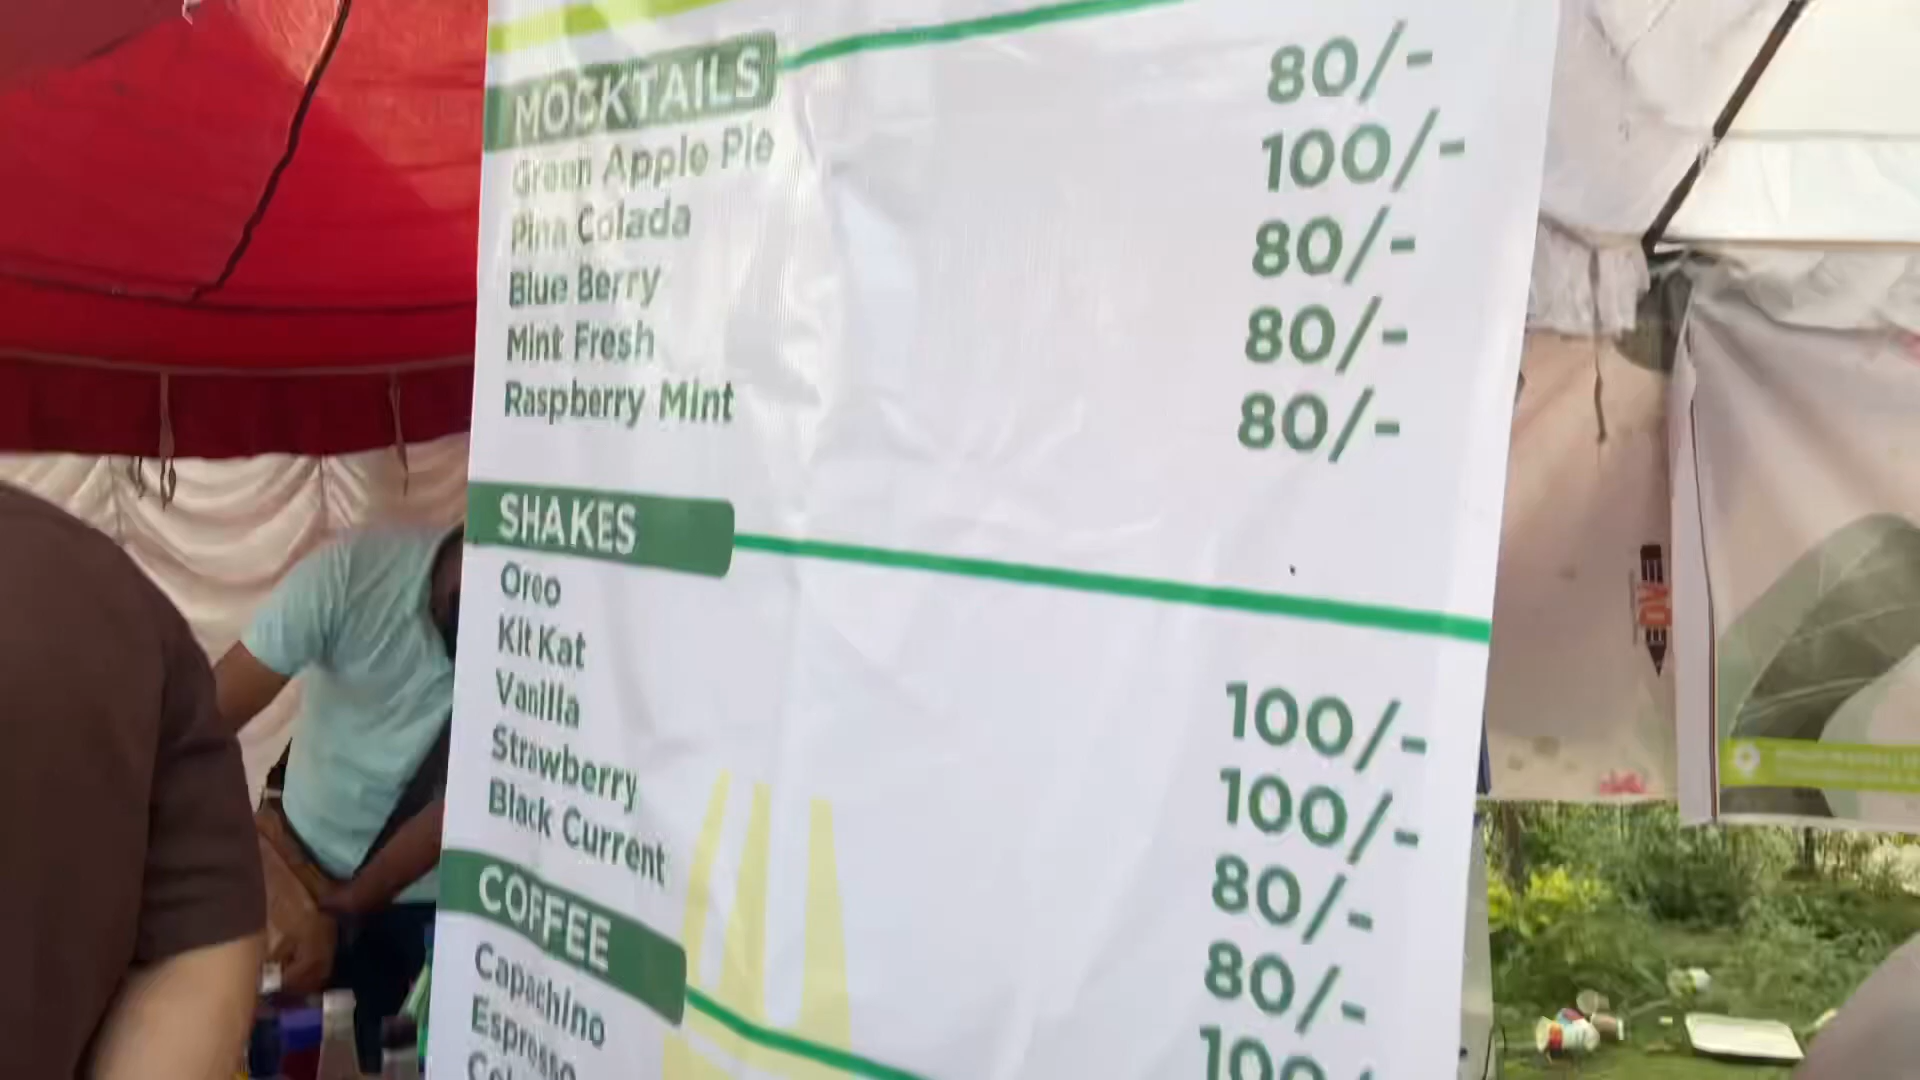 MOCKTAILS
Green Apple Pie 80/-
Pina Colada 100/-
Blue Berry 80/-
Mint Fresh 80/-
Raspberry Mint 80/-
SHAKES
Oreo 100/-
Kit Kat 100/-
Vanilla 80/-
Strawberry 80/-
Black Current 100
COFFEE
Capachino
Espresso